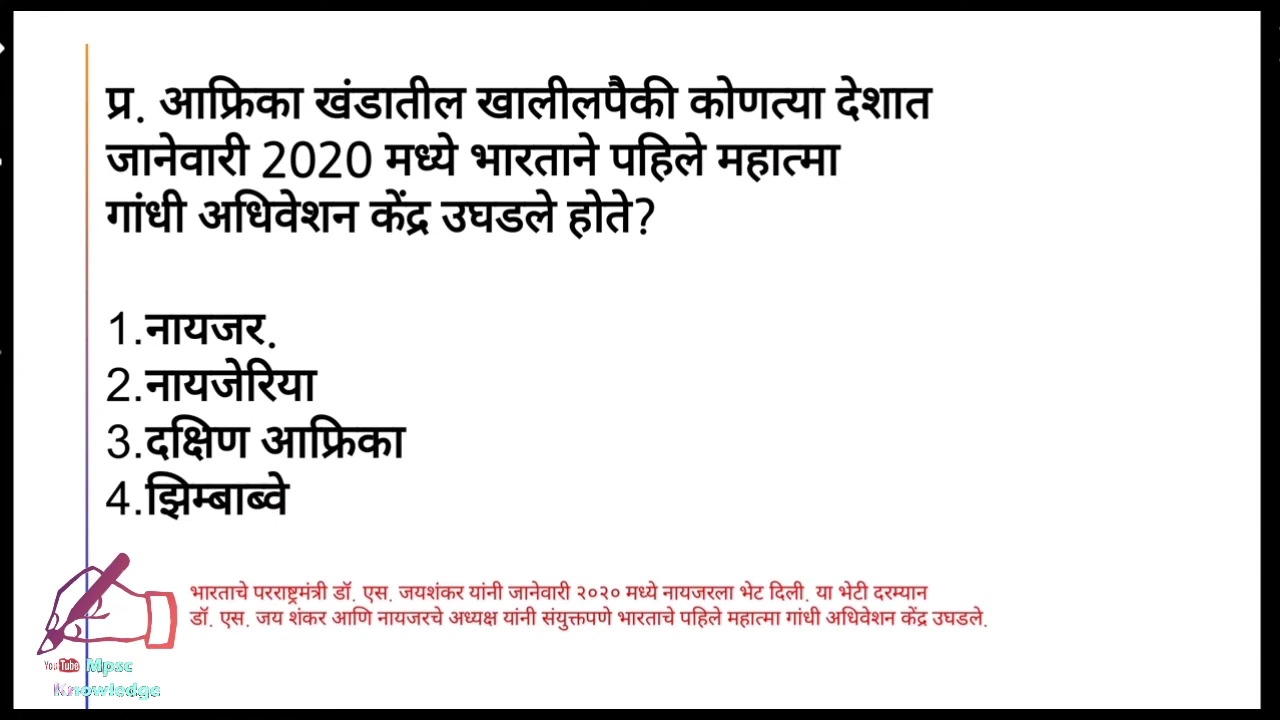 प्र. आफ्रिका खंडातील खालीलपैकी कोणत्या देशात
जानेवारी 2020 मध्ये भारताने पहिले महात्मा
गांधी अधिवेशन केंद्र उघडले होते?
1.नायजर.
2.नायजेरिया
3.दक्षिण आफ्रिका
4.झिम्बाब्वे
भारताचे परराष्ट्रमंत्री डॉ. एस. जयशंकर यांनी जानेवारी २०२० मध्ये नायजरला भेट दिली. या भेटी दरम्यान
डॉ. एस. जय शंकर आणि नायजरचे अध्यक्ष यांनी संयुक्तपणे भारताचे पहिले महात्मा गांधी अधिवेशन केंद्र उघडले.
YouTube Mpsc
Knowledge